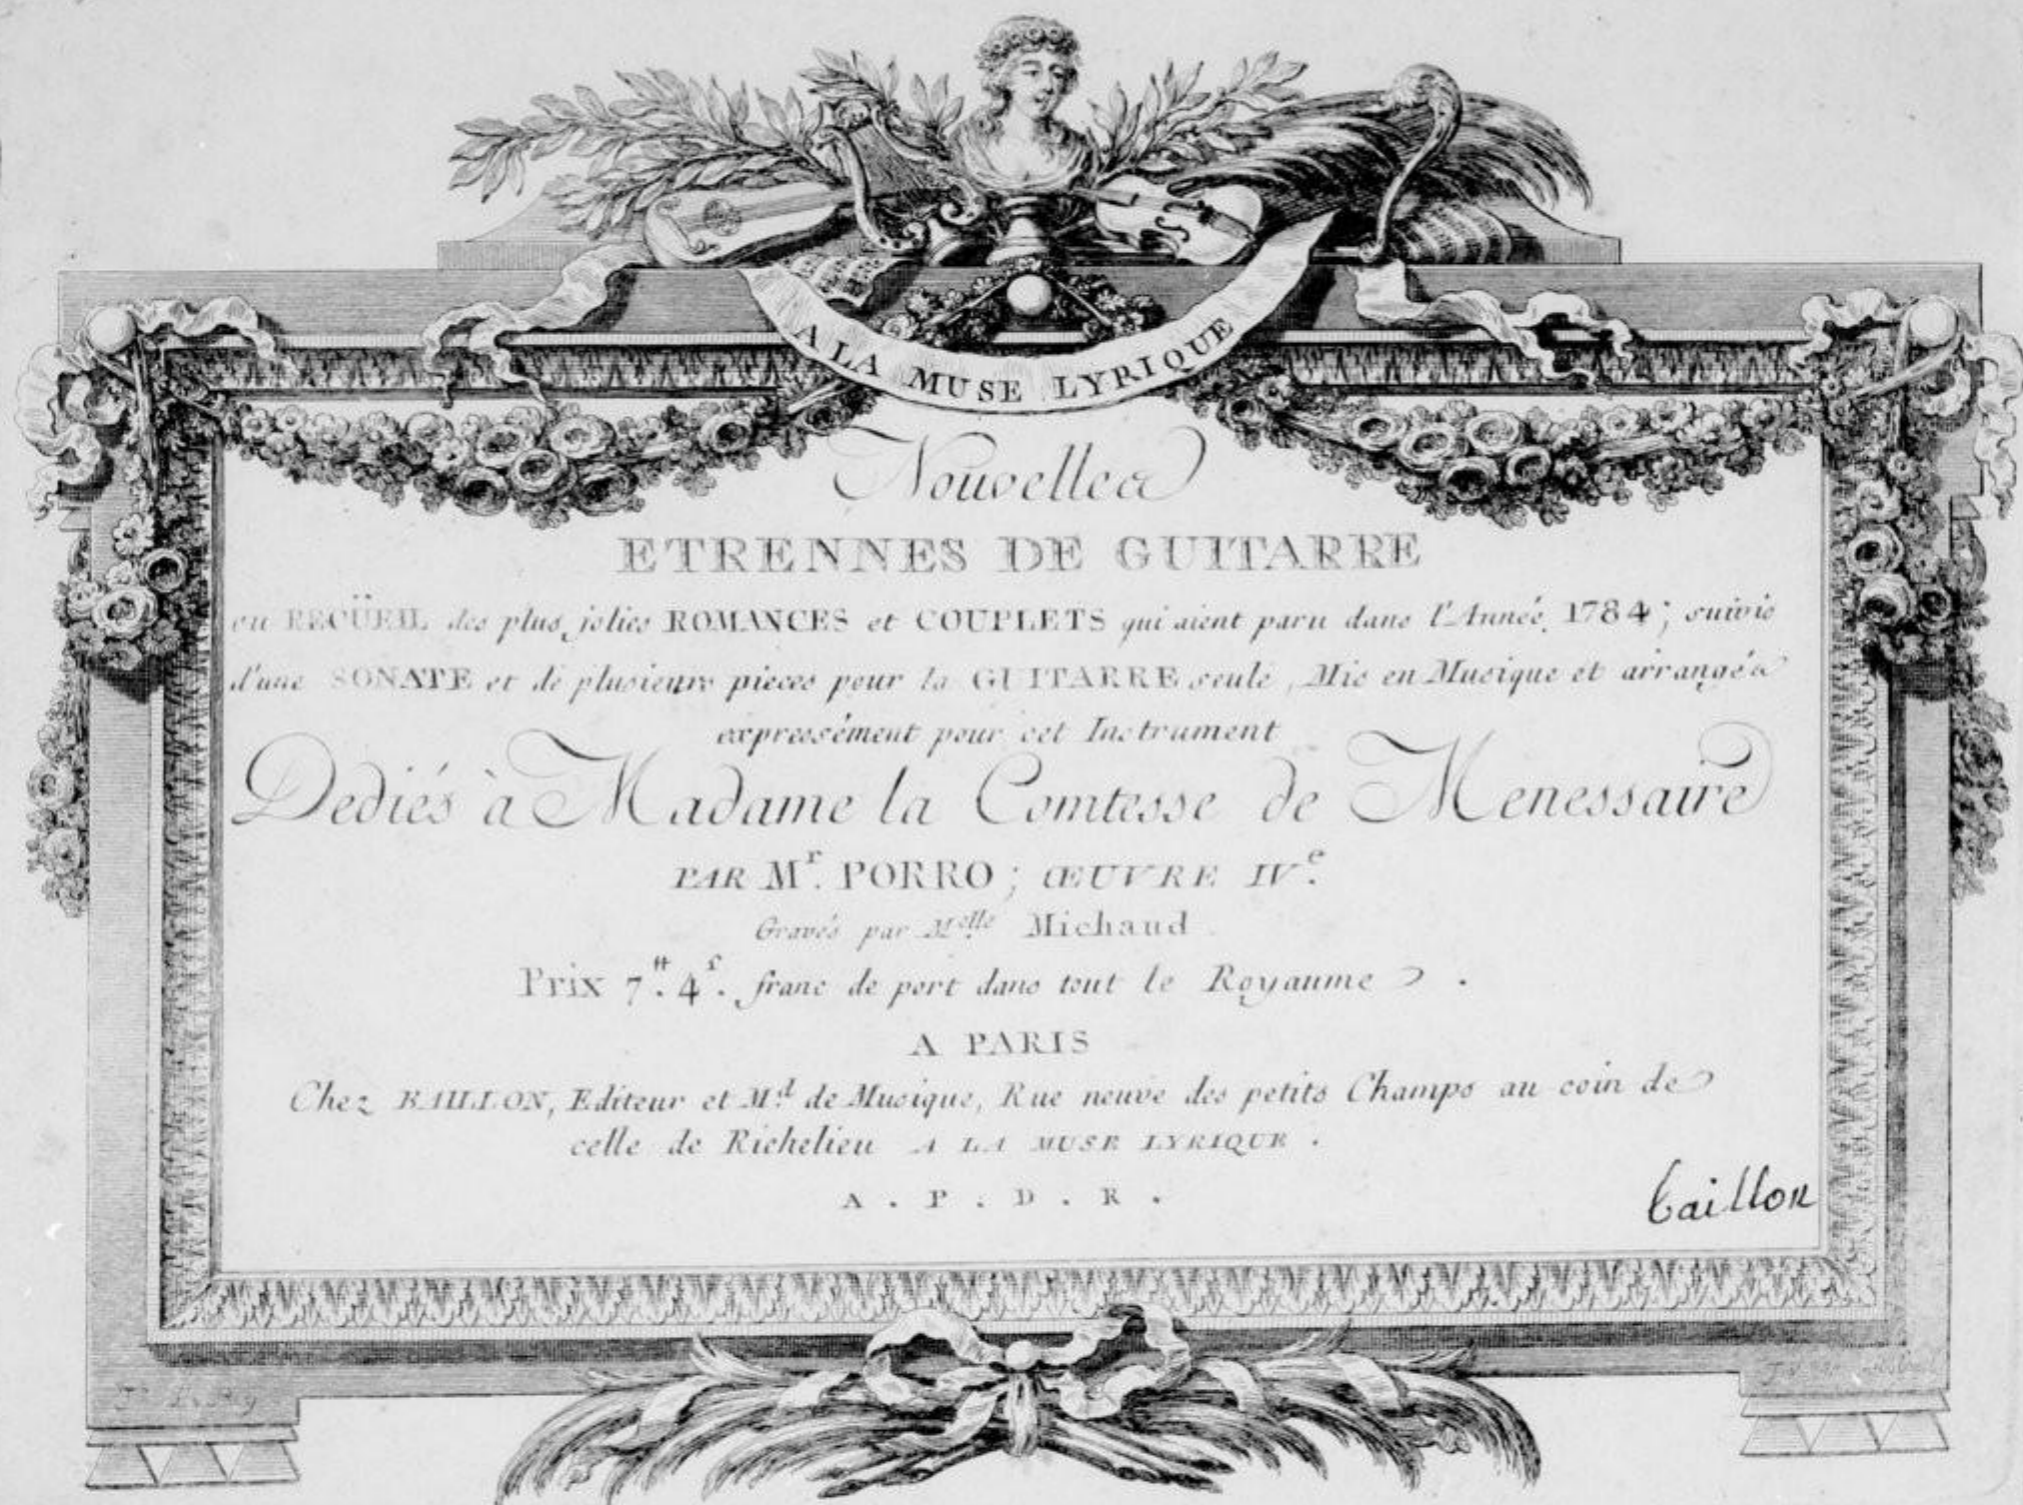 A LA MUSE LYRIQUE
Nouvelles
ETRENNES DE GUITARRE
ou RECÜEIL des plus jolies ROMANCES et COUPLETS qui aient paru dans l'Année 1784; suivis
d'une SONATE et de plusieurs pieces pour la GUITARRE seule, Mis en Musique et arrangés
expressément pour cet Instrument
Dediés à Madame la Comtesse de Menessaire
PAR Mr. PORRO; ŒUVRE IVe.
Gravés par Melle Michaud
Prix 7tt. 4s. franc de port dans tout le Royaume.
A PARIS
Chez BAILLON, Editeur et Md. de Musique, Rue neuve des petits Champs au coin de
celle de Richelieu A LA MUSE LYRIQUE.
A. P. D. R.
baillon